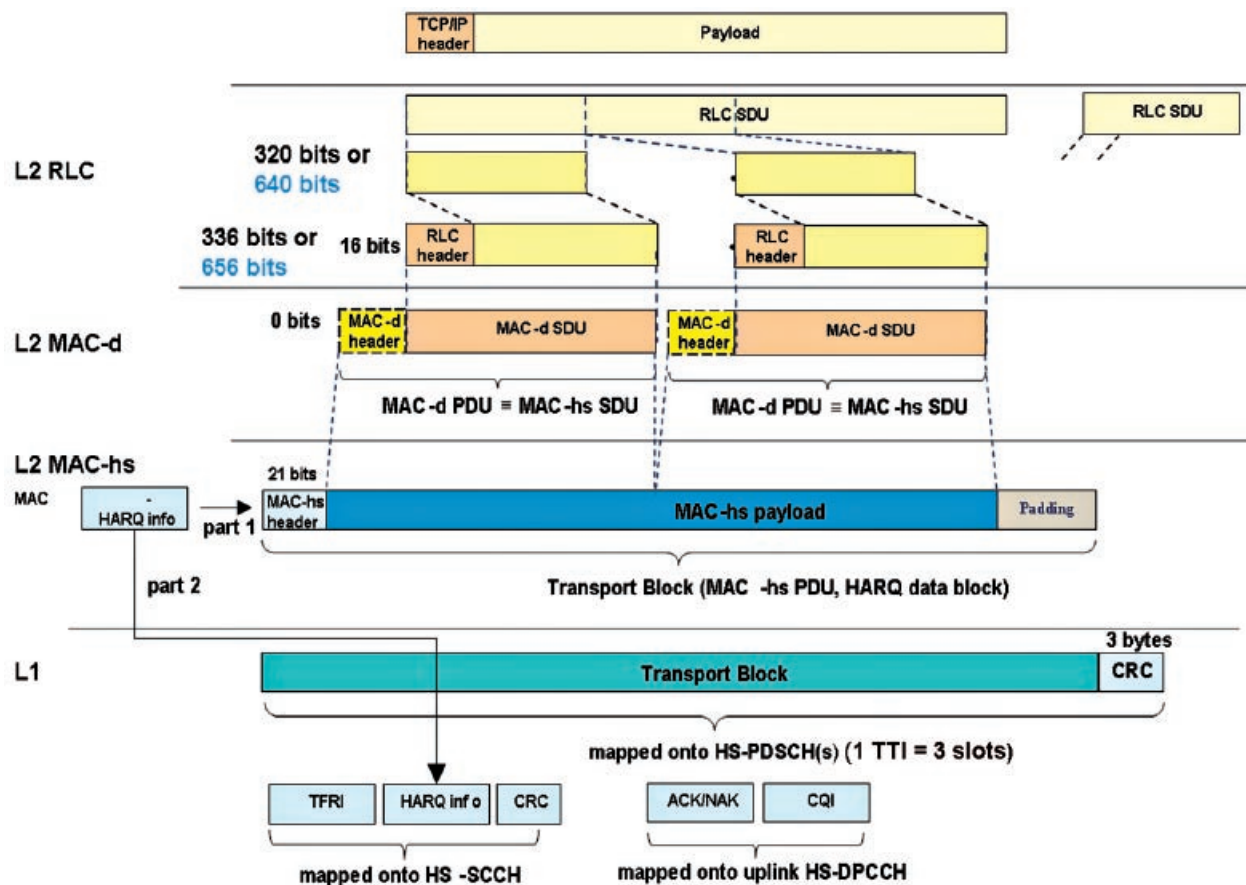 TCP/IP
header
Payload
RLC SDU
RLC SDU
L2 RLC
320 bits or
640 bits
336 bits or
656 bits
16 bits
RLC
header
RLC
header
L2 MAC-d
0 bits
MAC-d
header
MAC-d SDU
MAC-d
header
MAC-d SDU
MAC-d PDU ≡ MAC-hs SDU
MAC-d PDU ≡ MAC-hs SDU
L2 MAC-hs
21 bits
MAC
-
HARQ info
part 1
MAC-hs
header
MAC-hs payload
Padding
part 2
Transport Block (MAC -hs PDU, HARQ data block)
L1
3 bytes
Transport Block
CRC
mapped onto HS-PDSCH(s) (1 TTI = 3 slots)
TFRI
HARQ info
CRC
ACK/NAK
CQI
mapped onto HS -SCCH
mapped onto uplink HS-DPCCH